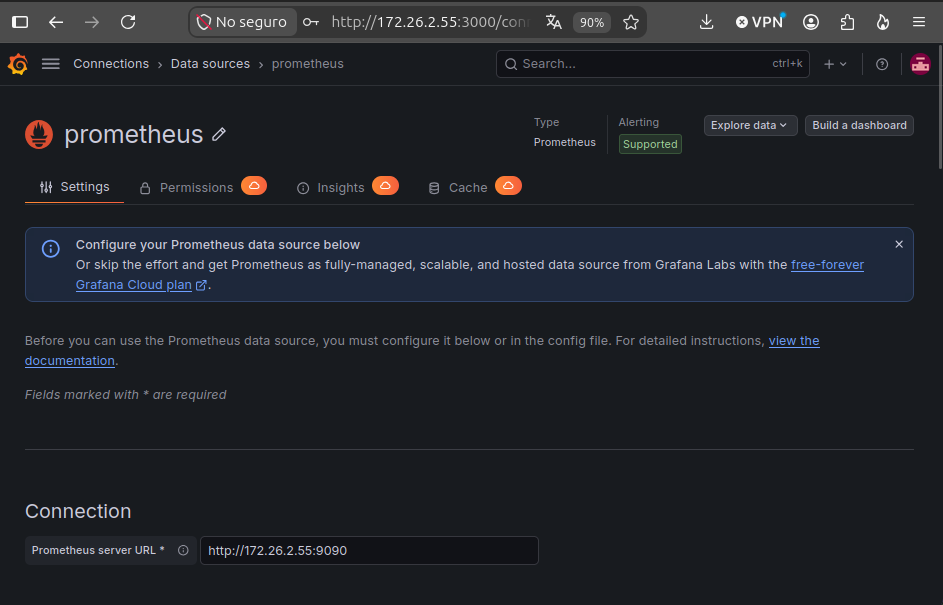 No seguro http://172.26.2.55:3000/con 90% VPN
Connections › Data sources › prometheus Search... ctrl+k
prometheus
Type Alerting
Prometheus Supported
Explore data Build a dashboard
Settings Permissions Insights Cache
Configure your Prometheus data source below
Or skip the effort and get Prometheus as fully-managed, scalable, and hosted data source from Grafana Labs with the free-forever
Grafana Cloud plan.
Before you can use the Prometheus data source, you must configure it below or in the config file. For detailed instructions, view the
documentation.
Fields marked with * are required
Connection
Prometheus server URL * http://172.26.2.55:9090